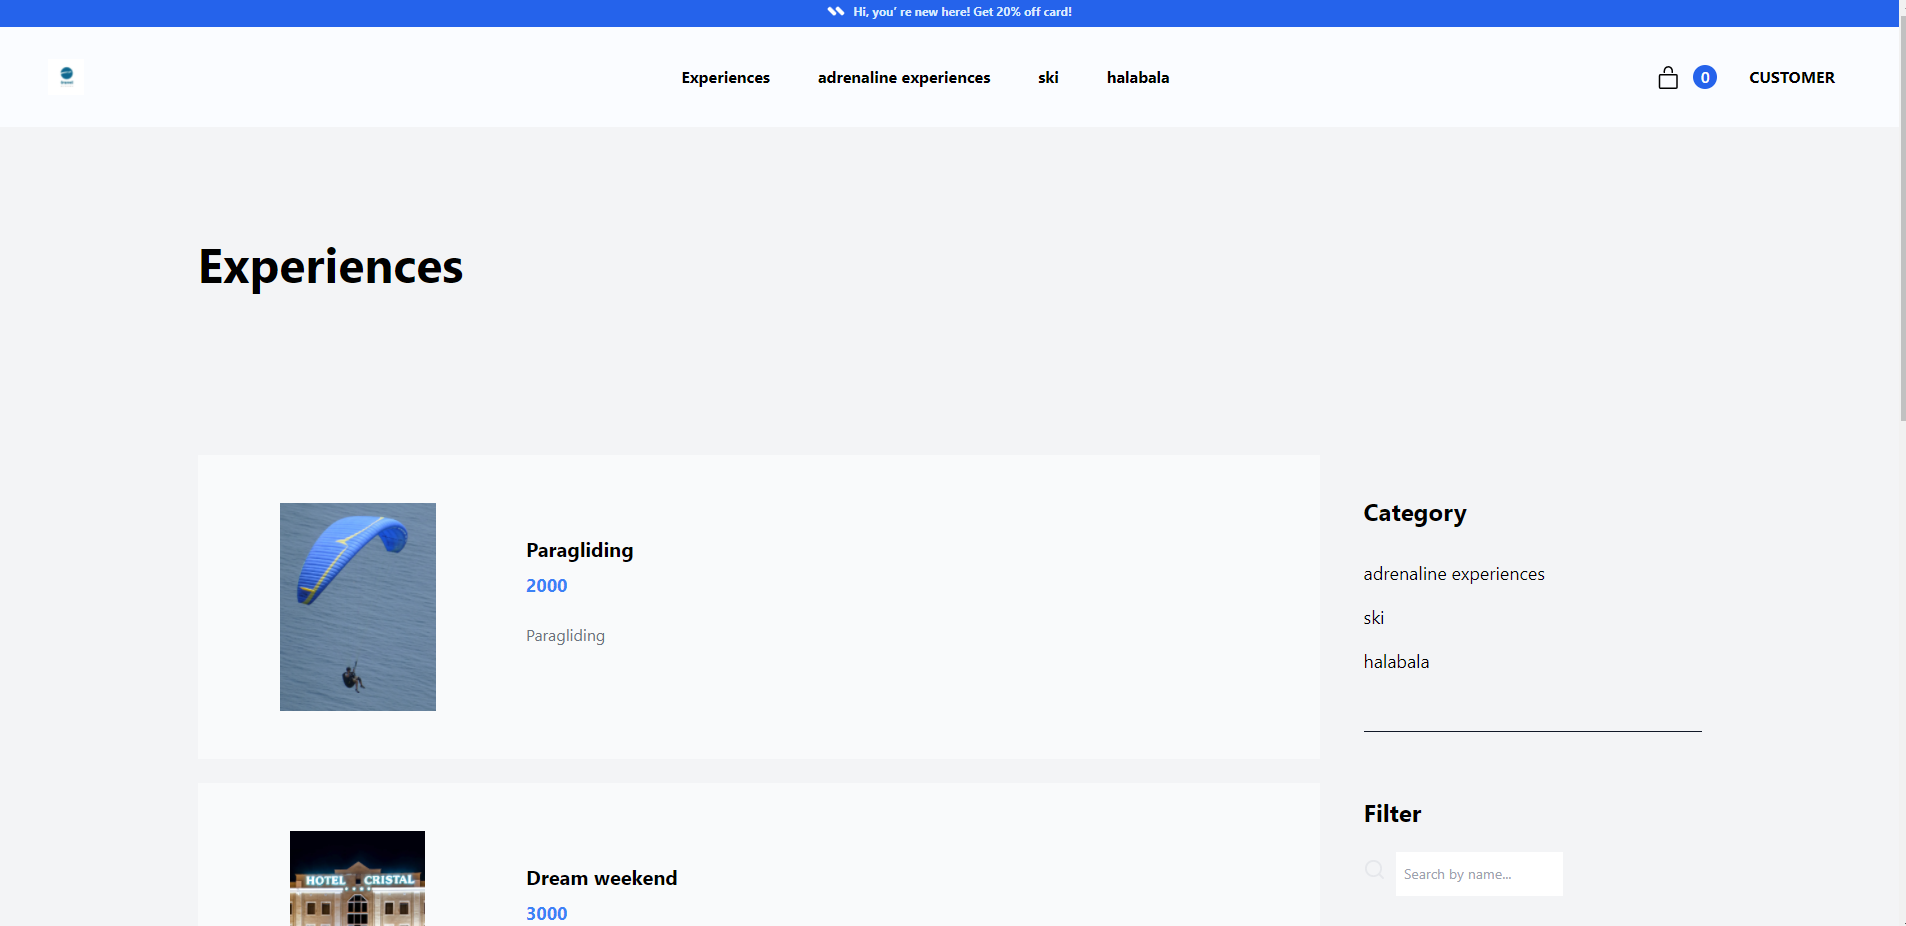 Hi, you’ re new here! Get 20% off card!
Experiences
adrenaline experiences
ski
halabala
0
CUSTOMER
Experiences
Paragliding
2000
Paragliding
HOTEL CRISTAL
Dream weekend
3000
Category
adrenaline experiences
ski
halabala
Filter
Search by name...